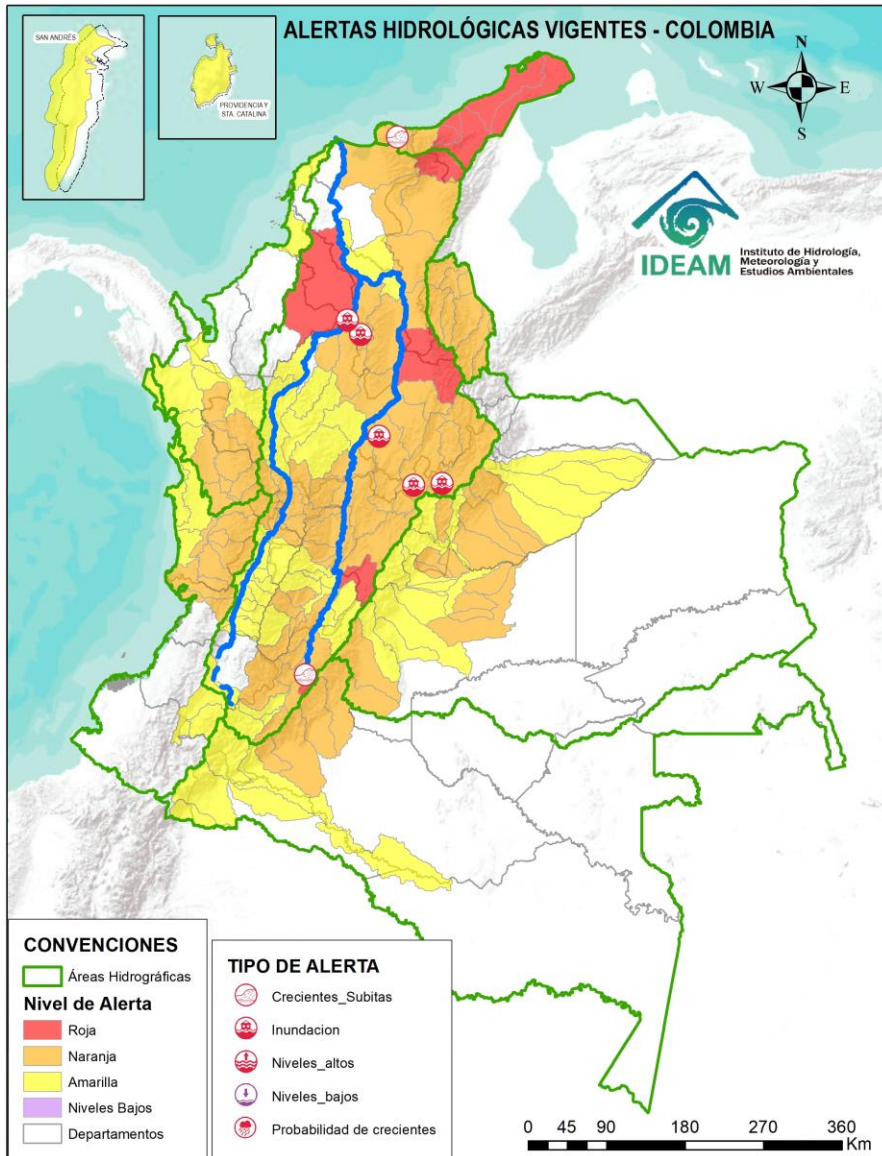 ALERTAS HIDROLÓGICAS VIGENTES - COLOMBIA
SAN ANDRÉS
PROVIDENCIA Y
STA. CATALINA
N
W E
S
IDEAM
Instituto de Hidrología,
Meteorología y
Estudios Ambientales
CONVENCIONES
Áreas Hidrográficas
Nivel de Alerta
Roja
Naranja
Amarilla
Niveles Bajos
Departamentos
TIPO DE ALERTA
Crecientes_Subitas
Inundacion
Niveles_altos
Niveles_bajos
Probabilidad de crecientes
0 45 90 180 270 360
Km